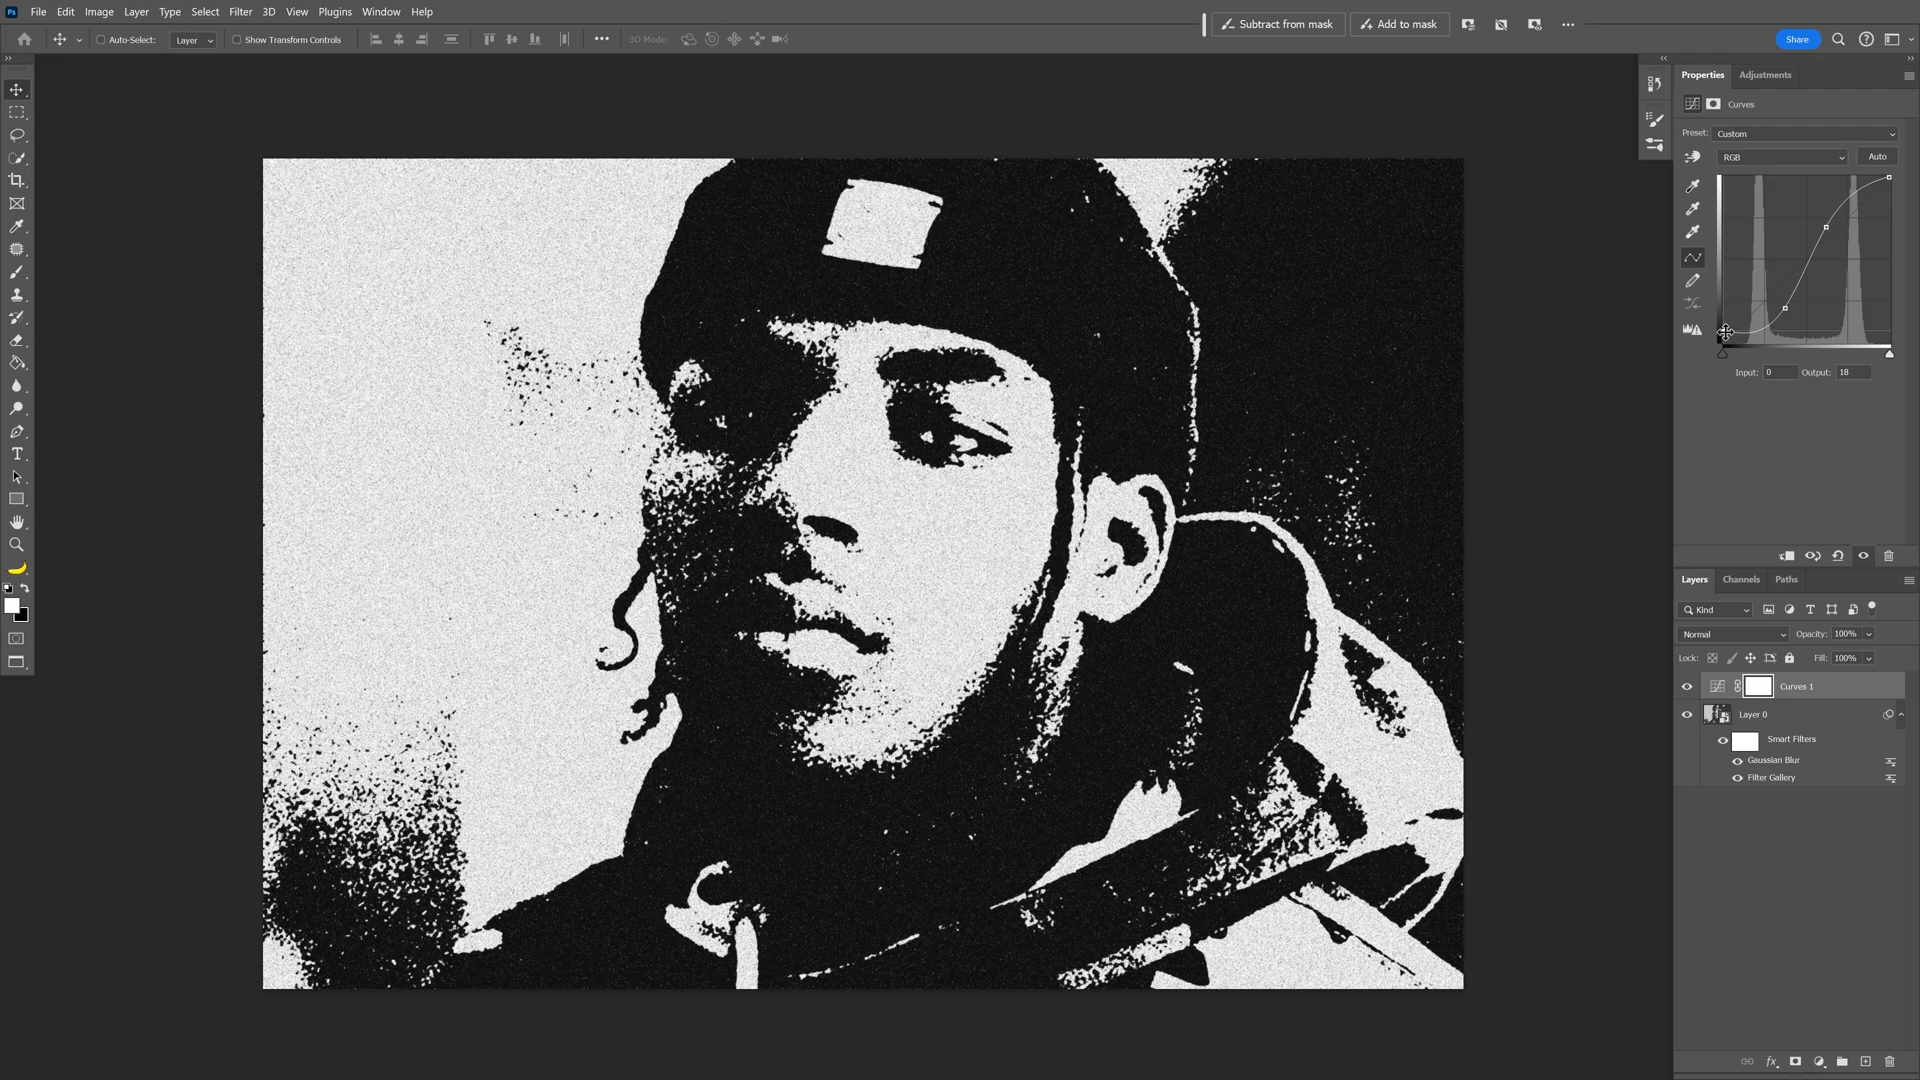 Ps File Edit Image Layer Type Select Filter 3D View Plugins Window Help
Subtract from mask Add to mask
Auto-Select: Layer Show Transform Controls 3D Mode: Share
Properties Adjustments
Curves
Preset: Custom
RGB Auto
Input: 0 Output: 18
Layers Channels Paths
Kind
Normal Opacity: 100%
Lock: Fill: 100%
Curves 1
Layer 0
Smart Filters
Gaussian Blur
Filter Gallery